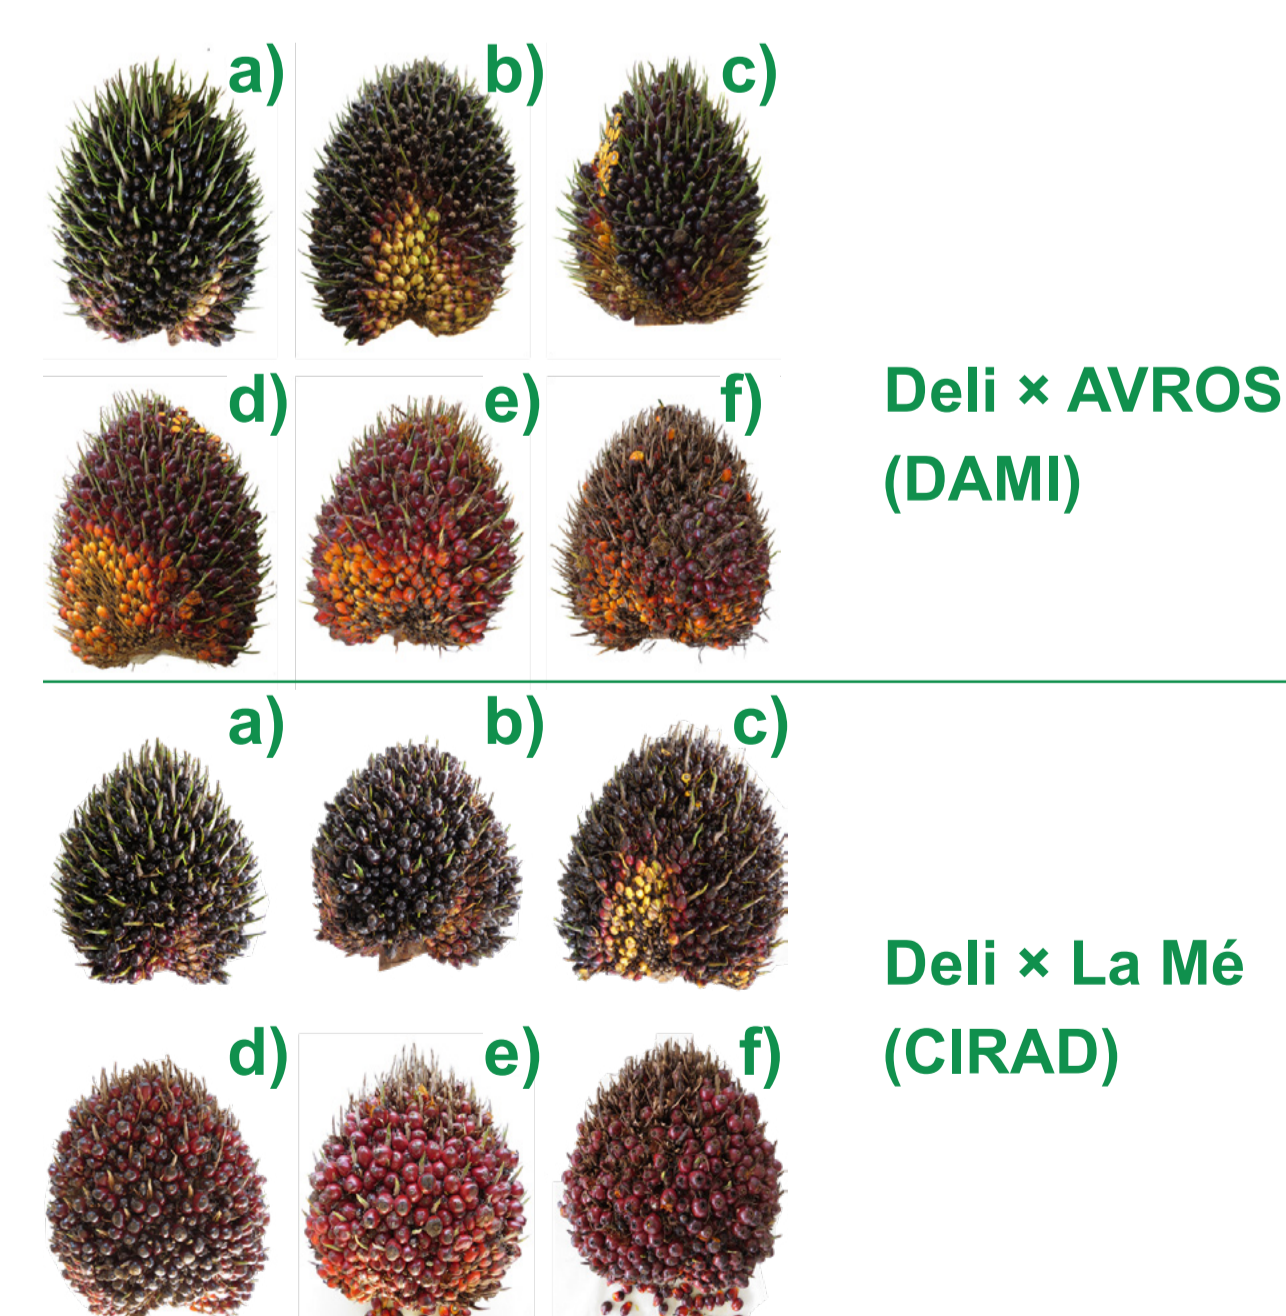 a) b) c)
d) e) f)
Deli × AVROS
(DAMI)
a) b) c)
d) e) f)
Deli × La Mé
(CIRAD)